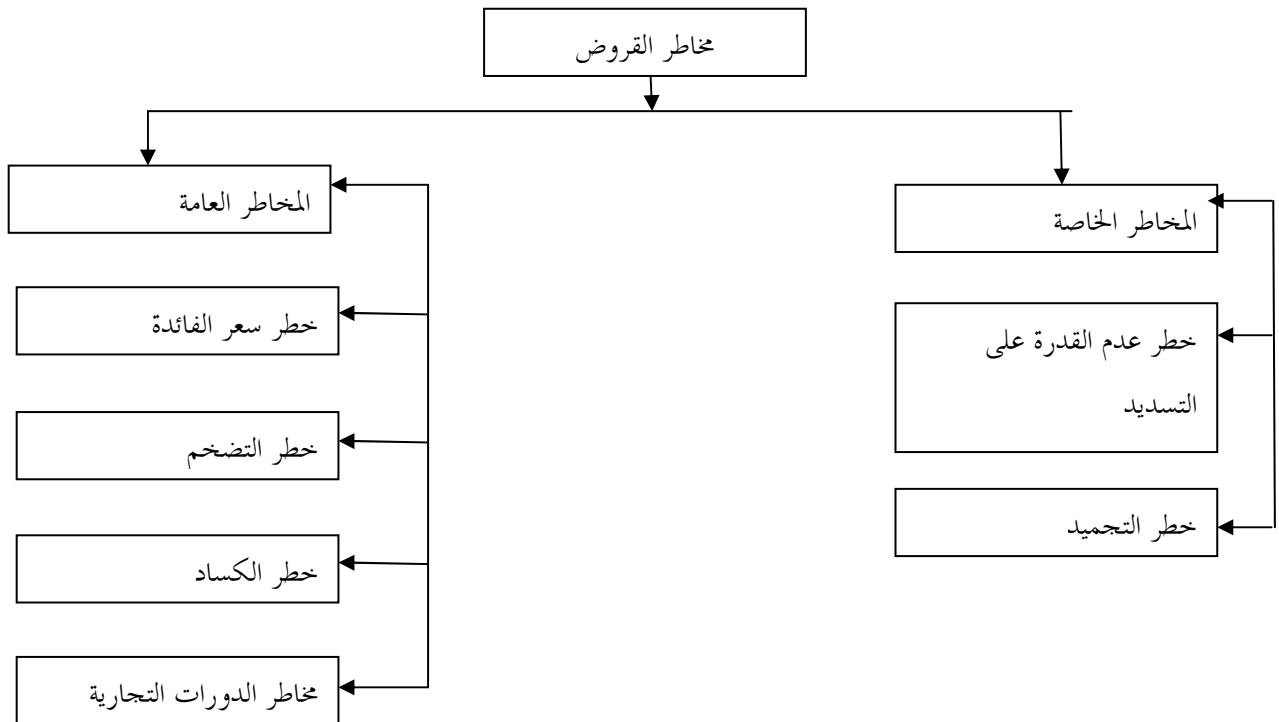 مخاطر القروض
المخاطر الخاصة
خطر عدم القدرة على
التسديد
خطر التجميد
المخاطر العامة
خطر سعر الفائدة
خطر التضخم
خطر الكساد
مخاطر الدورات التجارية